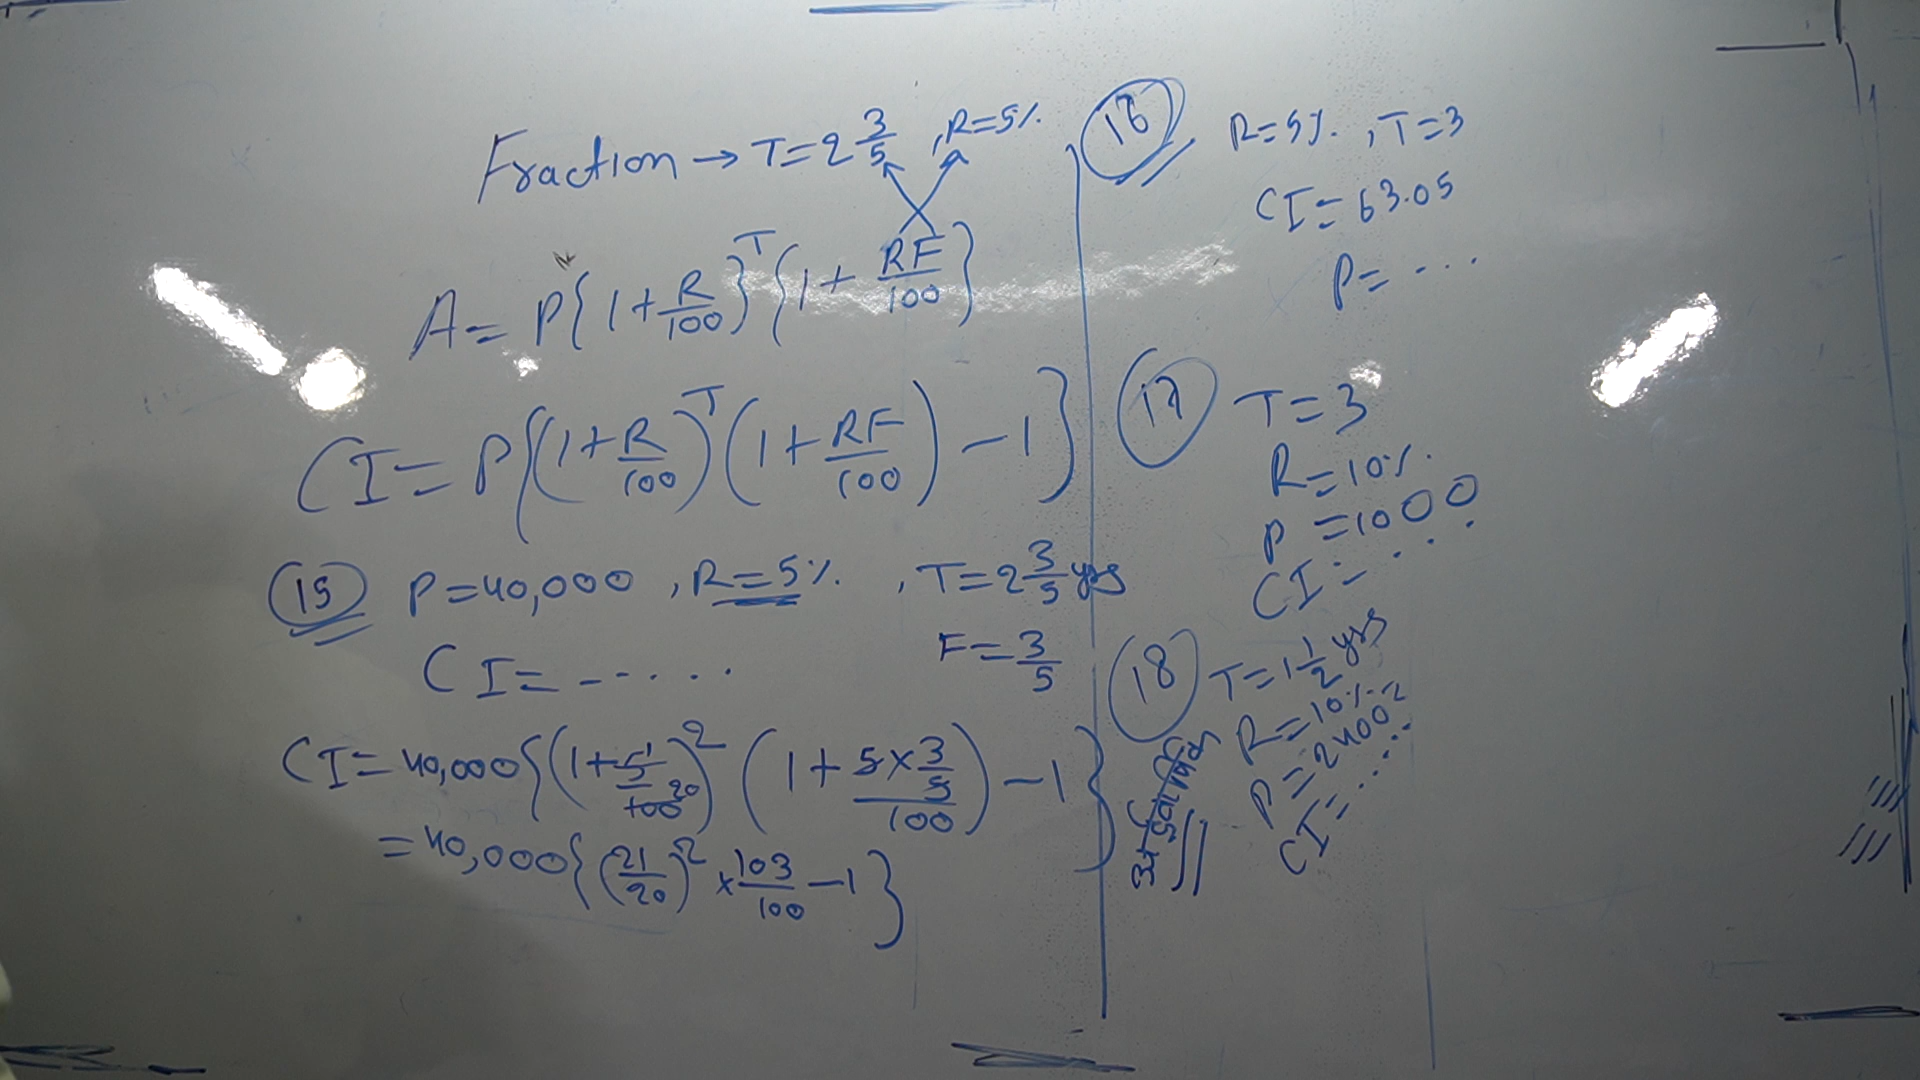 Fraction → T=2 3/5 , R=5%
A= P{1+R/100}^T{1+RF/100}
CI= P{(1+R/100)^T(1+RF/100)-1}
(15) P=40,000 , R=5% , T=2 3/5 yrs
CI= ------ F=3/5
CI=40,000{(1+5/100)^2 (1+5×3/5/100)-1}
1
20
=40,000{(21/20)^2 × 103/100 -1}
(16) R=5% , T=3
CI=63.05
P= ....
(17) T=3
R=10%
P=1000
CI= ....
(18) T=1 1/2 yrs
R=10%
P=2400
CI= ......